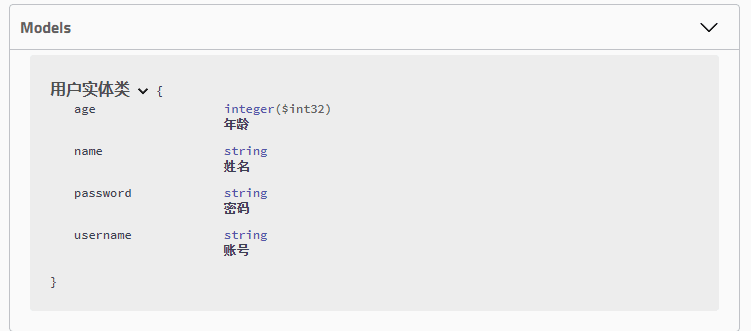 Models
用户实体类 {
age integer($int32)
年龄
name string
姓名
password string
密码
username string
账号
}